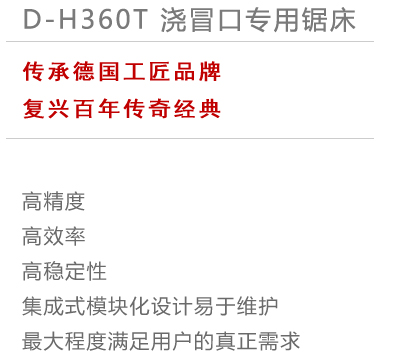 D-H360T 浇冒口专用锯床
传承德国工匠品牌
复兴百年传奇经典
高精度
高效率
高稳定性
集成式模块化设计易于维护
最大程度满足用户的真正需求